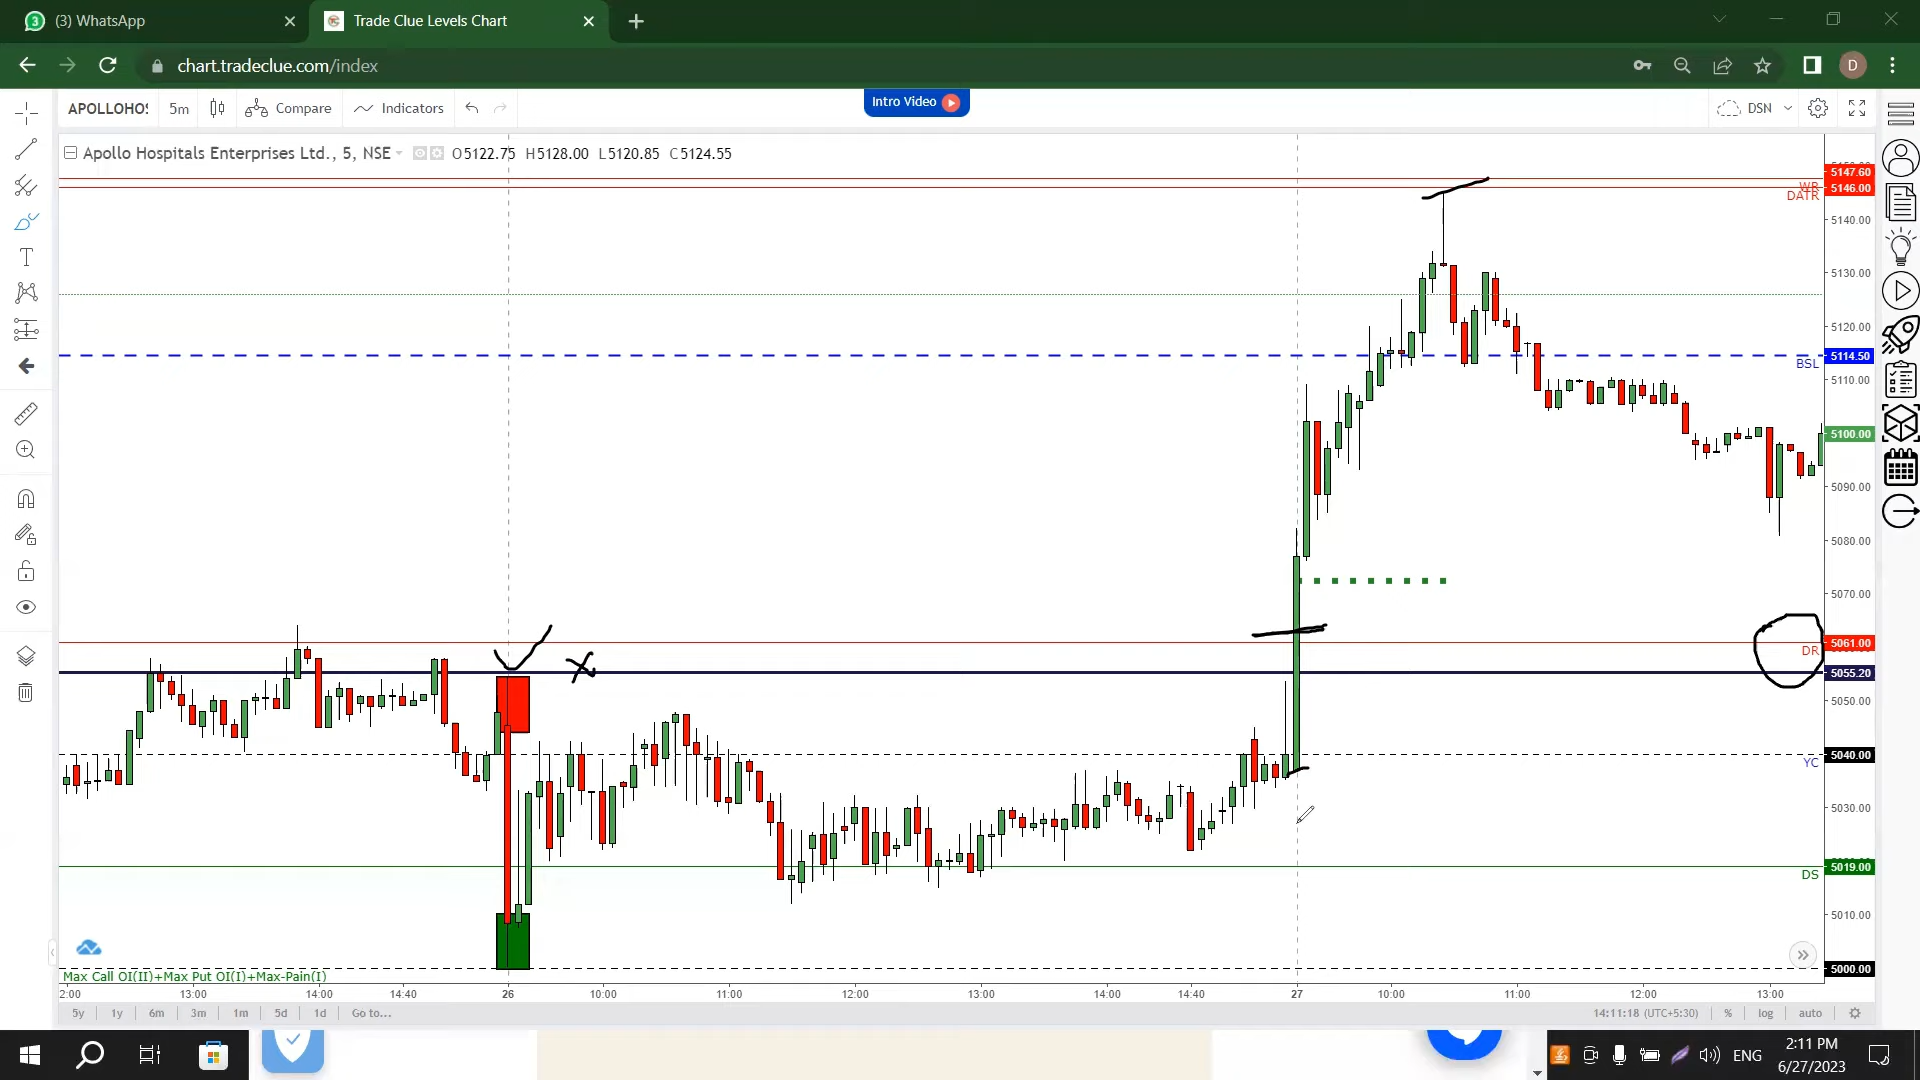 (3) WhatsApp
Trade Clue Levels Chart
chart.tradeclue.com/index
D
APOLLOHOS
5m
Compare
Indicators
Intro Video
DSN
Apollo Hospitals Enterprises Ltd., 5, NSE
O5122.75 H5128.00 L5120.85 C5124.55
5147.60
WR
5146.00
DATR
5140.00
5130.00
5120.00
5114.50
BSL
5110.00
5100.00
5090.00
5080.00
5070.00
5061.00
DR
5055.20
5050.00
5040.00
YC
5030.00
5019.00
DS
5010.00
5000.00
Max Call OI(II)+Max Put OI(I)+Max-Pain(I)
2:00 13:00 14:00 14:40 26 10:00 11:00 12:00 13:00 14:00 14:40 27 10:00 11:00 12:00 13:00
5y 1y 6m 3m 1m 5d 1d Go to...
14:11:18 (UTC+5:30) % log auto
ENG
2:11 PM
6/27/2023